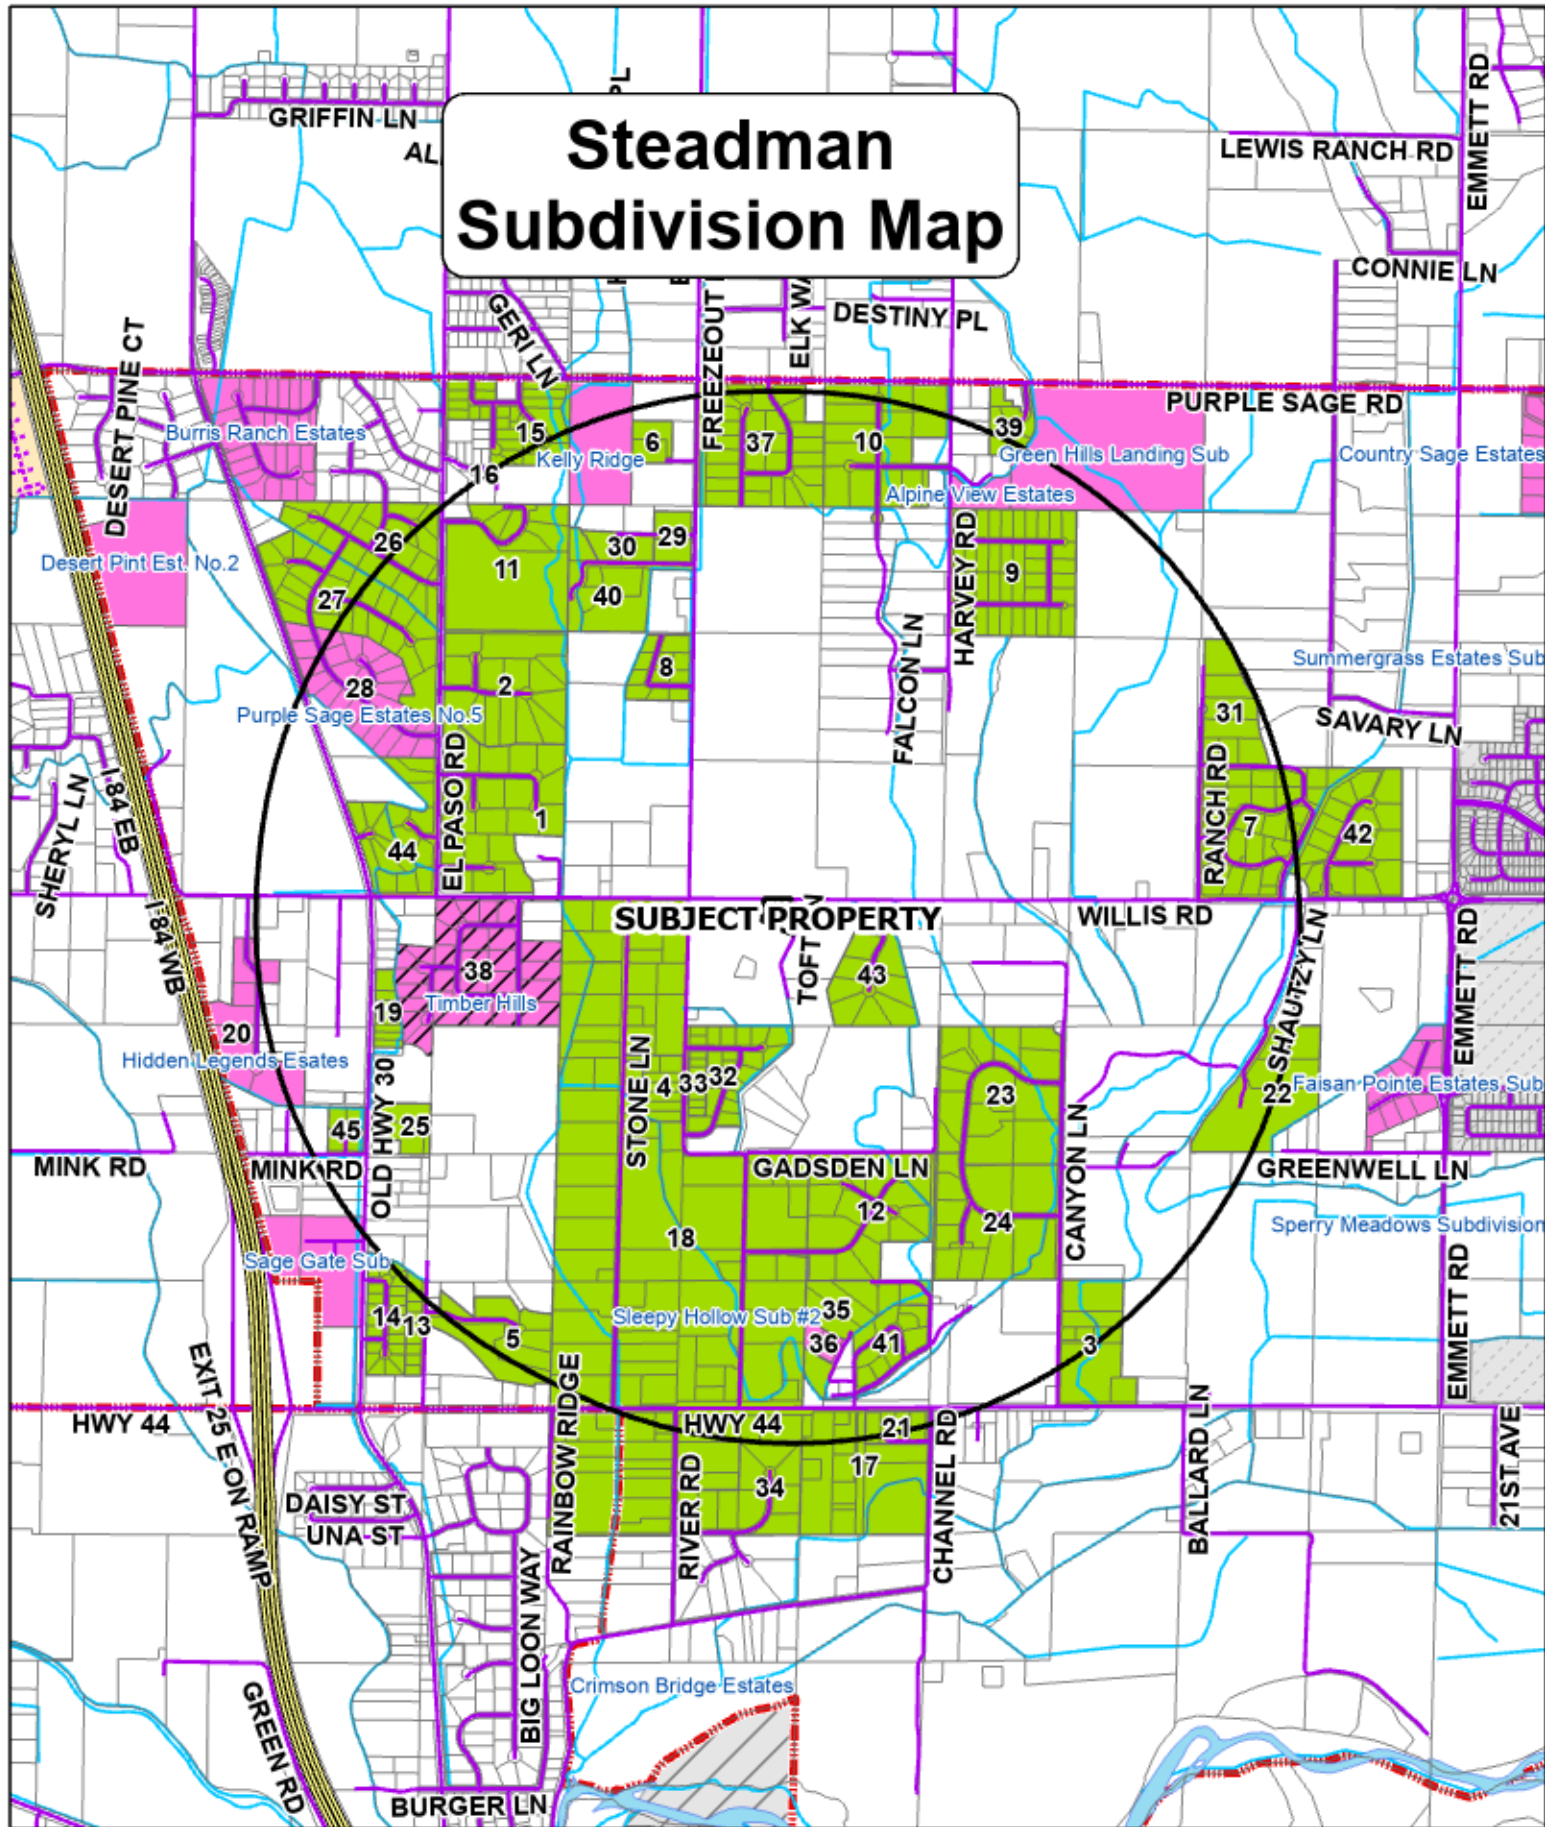 Steadman
Subdivision Map
GRIFFIN LN
LEWIS RANCH RD
EMMETT RD
CONNIE LN
GERI LN
FREEZEOUT
DESTINY PL
DESERT PINE CT
PURPLE SAGE RD
Burris Ranch Estates
15
Kelly Ridge
6
37
10
39
Green Hills Landing Sub
Country Sage Estates
16
Alpine View Estates
Desert Pint Est. No.2
26
11
30
29
27
40
9
HARVEY RD
FALCON LN
8
2
28
Purple Sage Estates No.5
31
Summergrass Estates Sub
SAVARY LN
EL PASO RD
SHERYL LN
I 84 EB
1
44
RANCH RD
7
42
SUBJECT PROPERTY
WILLIS RD
I 84 WB
38
Timber Hills
19
43
SHAUTZY LN
EMMETT RD
20
Hidden Legends Esates
OLD HWY 30
STONE LN
4
33
32
23
22
Faisan Pointe Estates Sub
45
25
MINK RD
MINK RD
GADSDEN LN
CANYON LN
GREENWELL LN
12
24
18
Sperry Meadows Subdivision
Sage Gate Sub
14
13
5
Sleepy Hollow Sub #2
35
36
41
3
EMMETT RD
EXIT 25 E ON RAMP
HWY 44
RAINBOW RIDGE
HWY 44
21
17
34
RIVER RD
CHANNEL RD
BALLARD LN
21ST AVE
DAISY ST
UNA ST
BIG LOON WAY
Crimson Bridge Estates
GREEN RD
BURGER LN